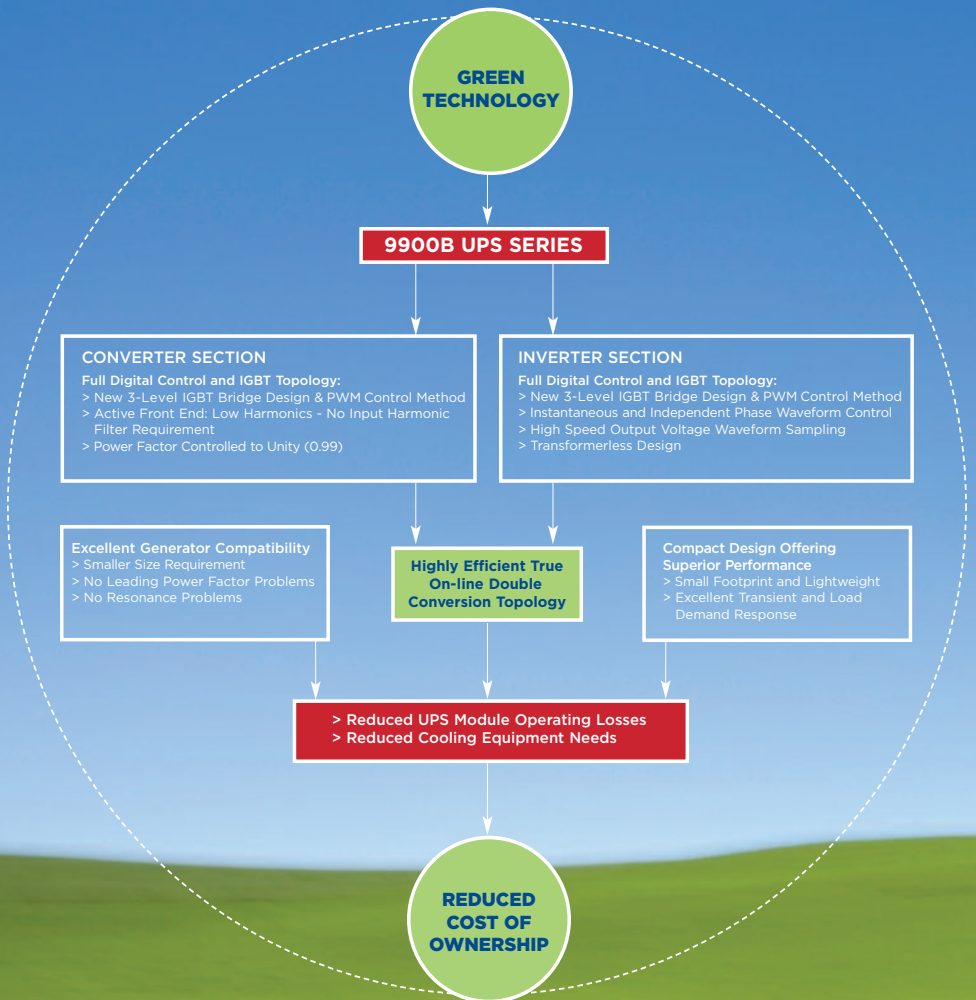 GREEN
TECHNOLOGY
9900B UPS SERIES
CONVERTER SECTION
Full Digital Control and IGBT Topology:
> New 3-Level IGBT Bridge Design & PWM Control Method
> Active Front End: Low Harmonics - No Input Harmonic
Filter Requirement
> Power Factor Controlled to Unity (0.99)
INVERTER SECTION
Full Digital Control and IGBT Topology:
> New 3-Level IGBT Bridge Design & PWM Control Method
> Instantaneous and Independent Phase Waveform Control
> High Speed Output Voltage Waveform Sampling
> Transformerless Design
Excellent Generator Compatibility
> Smaller Size Requirement
> No Leading Power Factor Problems
> No Resonance Problems
Highly Efficient True
On-line Double
Conversion Topology
Compact Design Offering
Superior Performance
> Small Footprint and Lightweight
> Excellent Transient and Load
Demand Response
> Reduced UPS Module Operating Losses
> Reduced Cooling Equipment Needs
REDUCED
COST OF
OWNERSHIP